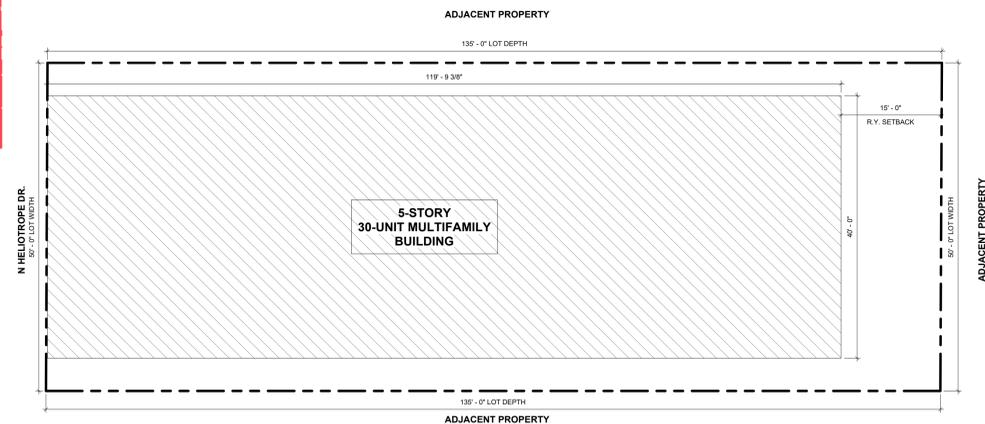 ADJACENT PROPERTY
135' - 0" LOT DEPTH
119' - 9 3/8"
15' - 0"
R.Y. SETBACK
N HELIOTROPE DR.
50' - 0" LOT WIDTH
5-STORY
30-UNIT MULTIFAMILY
BUILDING
40' - 0"
50' - 0" LOT WIDTH
ADJACENT PROPERTY
135' - 0" LOT DEPTH
ADJACENT PROPERTY